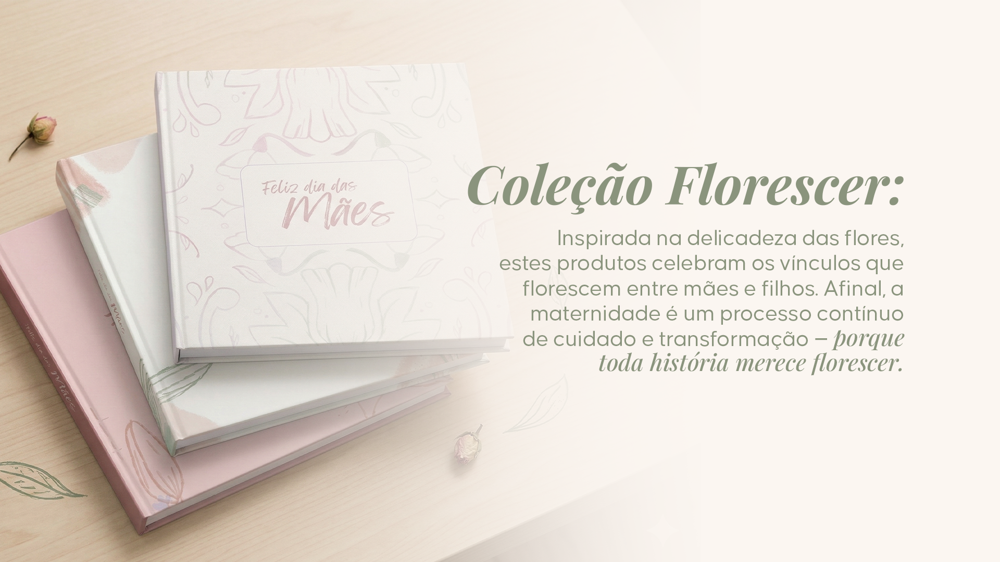 Feliz dia das
Mães
Coleção Florescer:
Inspirada na delicadeza das flores,
estes produtos celebram os vínculos que
florescem entre mães e filhos. Afinal, a
maternidade é um processo contínuo
de cuidado e transformação – porque
toda história merece florescer.
Feliz dia das Mães
Feliz dia das Mães